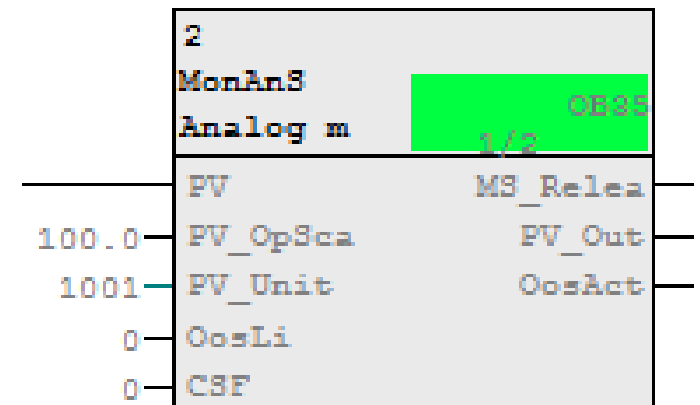 2
MonAnS
Analog m
OB35
1/2
PV MS_Relea
100.0 PV_OpSca PV_Out
1001 PV_Unit OosAct
0 OosLi
0 CSF